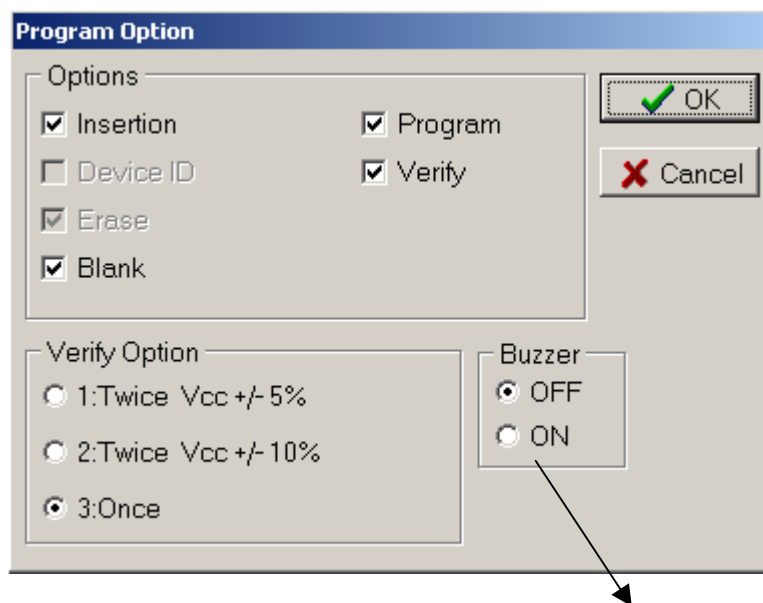 Program Option
Options
Insertion
Program
Device ID
Verify
Erase
Blank
OK
Cancel
Verify Option
1:Twice Vcc +/- 5%
2:Twice Vcc +/- 10%
3:Once
Buzzer
OFF
ON